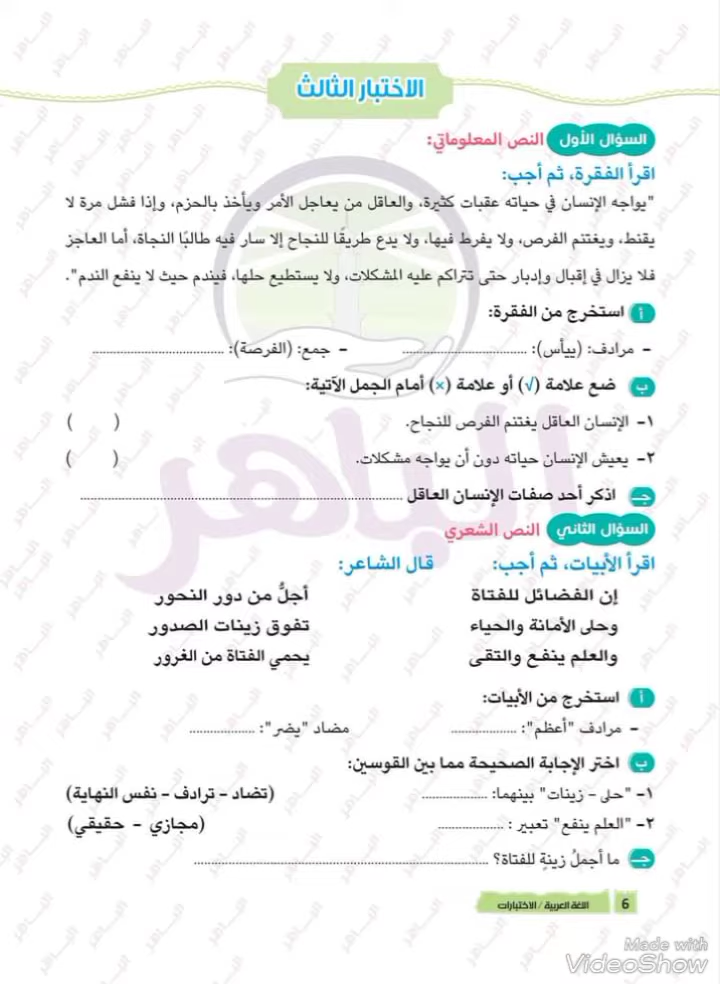 الاختبار الثالث
السؤال الأول النص المعلوماتي:
اقرأ الفقرة، ثم أجب:
"يواجه الإنسان في حياته عقبات كثيرة، والعاقل من يعاجل الأمر ويأخذ بالحزم، وإذا فشل مرة لا
يقنط، ويغتنم الفرص، ولا يفرط فيها، ولا يدع طريقًا للنجاح إلا سار فيه طالبًا النجاة، أما العاجز
فلا يزال في إقبال وإدبار حتى تتراكم عليه المشكلات، ولا يستطيع حلها، فيندم حيث لا ينفع الندم".
أ استخرج من الفقرة:
- مرادف: (ييأس): .................... - جمع: (الفرصة): ....................
ب ضع علامة (√) أو علامة (×) أمام الجمل الآتية:
١- الإنسان العاقل يغتنم الفرص للنجاح. ( )
٢- يعيش الإنسان حياته دون أن يواجه مشكلات. ( )
جـ اذكر أحد صفات الإنسان العاقل ....................
السؤال الثاني النص الشعري
اقرأ الأبيات، ثم أجب: قال الشاعر:
إن الفضائل للفتاة أجلُّ من دور النحور
وحلى الأمانة والحياء تفوق زينات الصدور
والعلم ينفع والتقى يحمي الفتاة من الغرور
أ استخرج من الأبيات:
- مرادف "أعظم": .................... مضاد "يضر": ....................
ب اختر الإجابة الصحيحة مما بين القوسين:
١- "حلى - زينات" بينهما: .................... (تضاد - ترادف - نفس النهاية)
٢- "العلم ينفع" تعبير : .................... (مجازي - حقيقي)
جـ ما أجملُ زينةٍ للفتاة؟ ....................
6 اللغة العربية / الاختبارات
الباهر
Made with
VideoShow